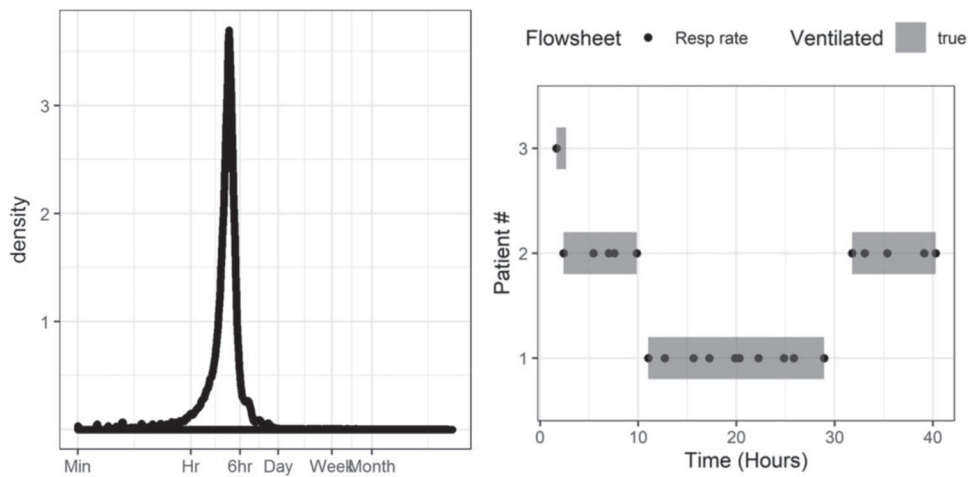 density
3
2
1
Min
Hr
6hr
Day
Week
Month
Flowsheet
Resp rate
Ventilated
true
Patient #
3
2
1
0
10
20
30
40
Time (Hours)